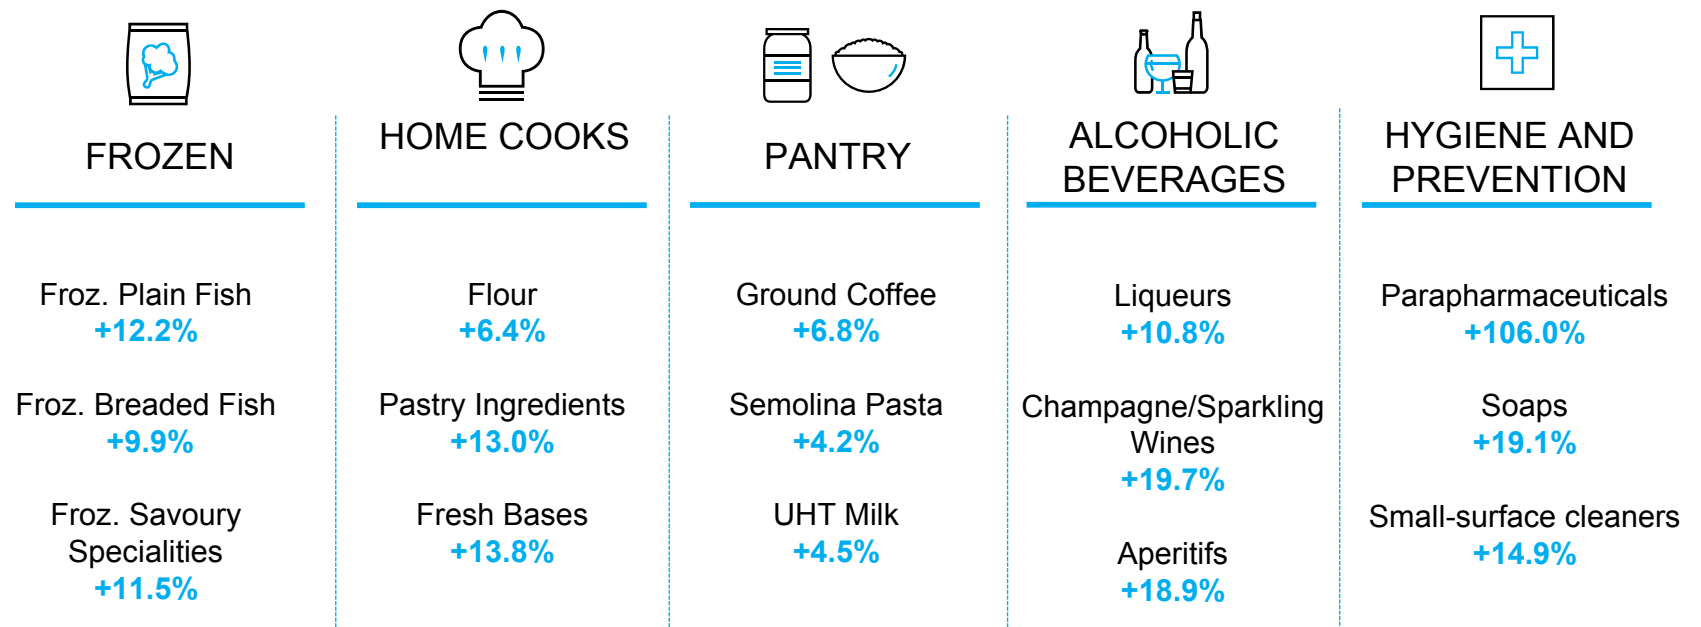 FROZEN
Froz. Plain Fish
+12.2%
Froz. Breaded Fish
+9.9%
Froz. Savoury
Specialities
+11.5%
HOME COOKS
Flour
+6.4%
Pastry Ingredients
+13.0%
Fresh Bases
+13.8%
PANTRY
Ground Coffee
+6.8%
Semolina Pasta
+4.2%
UHT Milk
+4.5%
ALCOHOLIC
BEVERAGES
Liqueurs
+10.8%
Champagne/Sparkling
Wines
+19.7%
Aperitifs
+18.9%
HYGIENE AND
PREVENTION
Parapharmaceuticals
+106.0%
Soaps
+19.1%
Small-surface cleaners
+14.9%